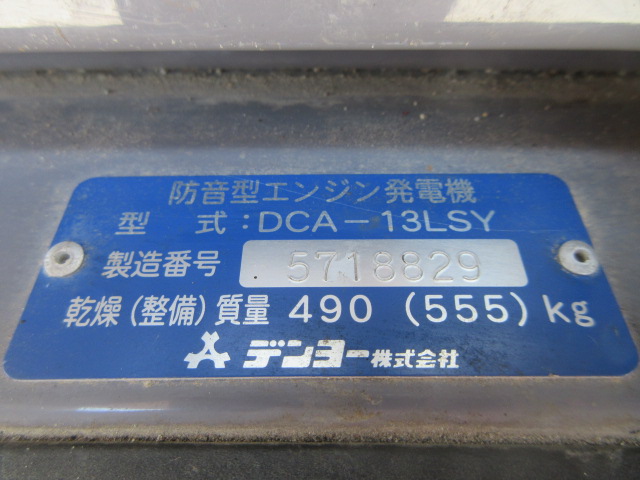 防音型エンジン発電機
型 式:DCA-13LSY
製造番号 5718829
乾燥(整備)質量 490 (555) kg
デンヨー株式会社